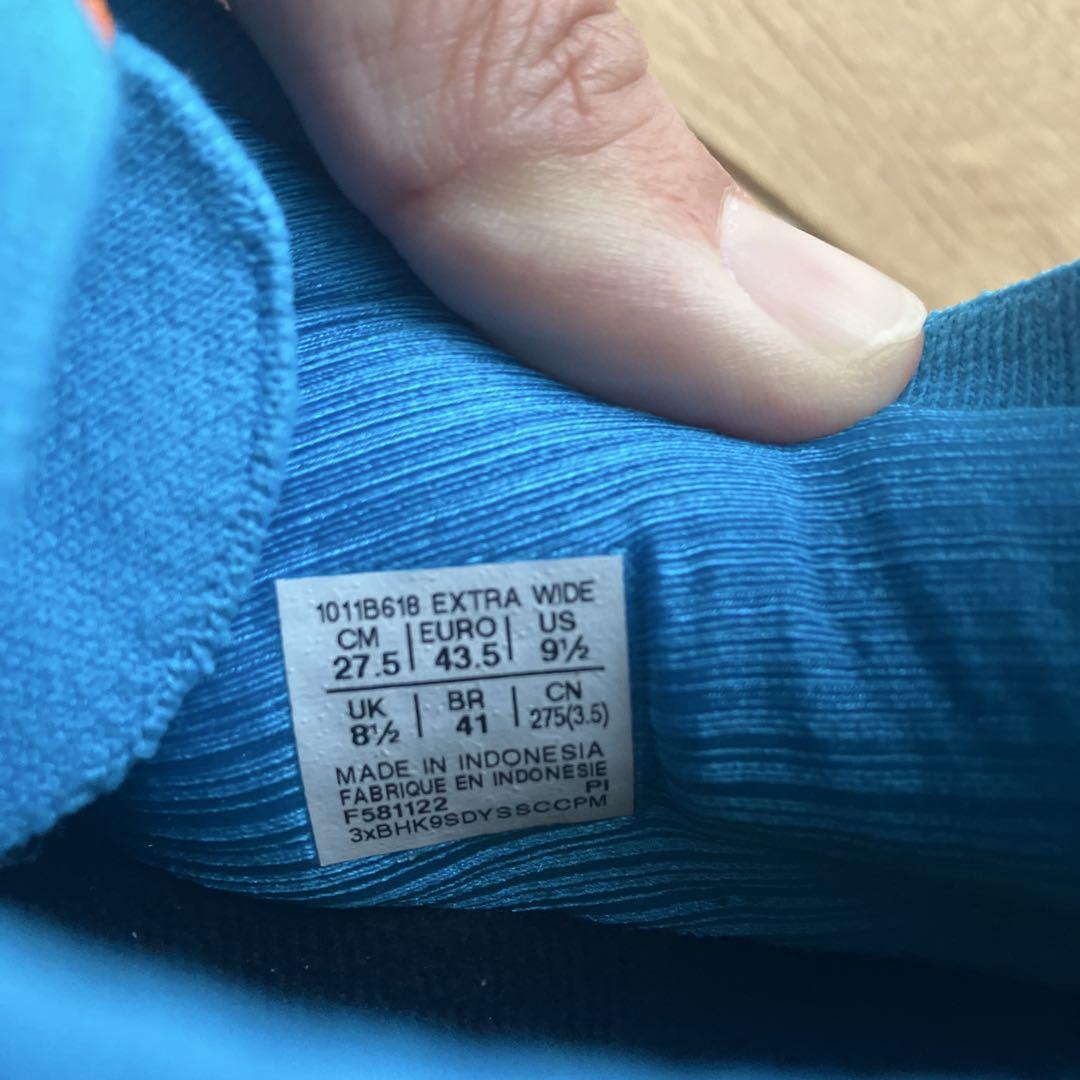 1011B618 EXTRA WIDE
CM | EURO | US
27.5 | 43.5 | 9½
UK | BR | CN
8½ | 41 | 275(3.5)
MADE IN INDONESIA
FABRIQUE EN INDONESIE
F581122 PI
3xBHK9SDYSSCCPM